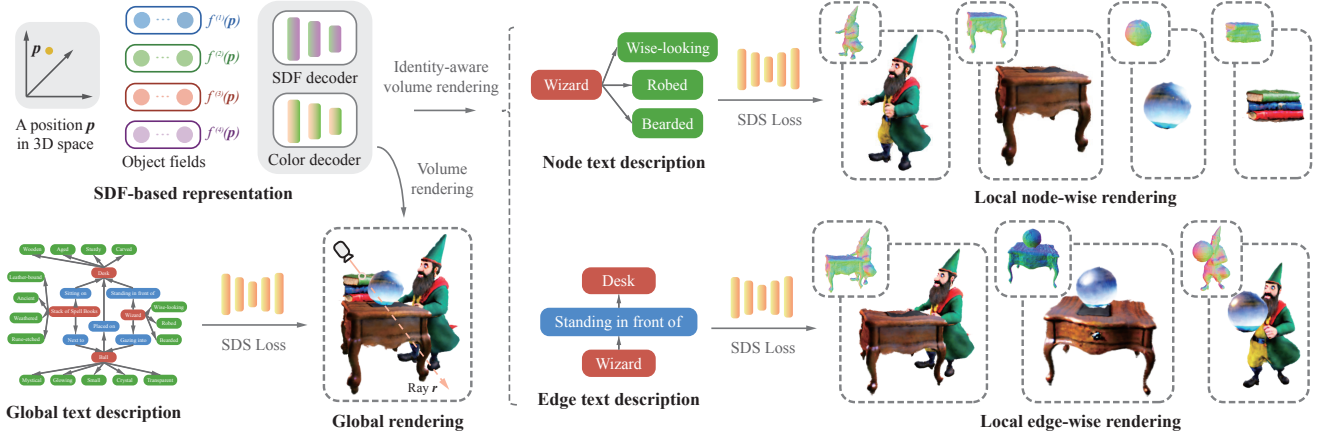 p
A position p
in 3D space
f⁽¹⁾(p)
f⁽²⁾(p)
f⁽³⁾(p)
f⁽⁴⁾(p)
Object fields
SDF decoder
Color decoder
SDF-based representation
Identity-aware
volume rendering
Volume
rendering
Wizard
Wise-looking
Robed
Bearded
Node text description
SDS Loss
Local node-wise rendering
Wooden
Aged
Sturdy
Curved
Desk
Leather-bound
Ancient
Weathered
Rune-etched
Sitting on
Standing in front of
Stack of Spell Books
Wizard
Wise-looking
Robed
Bearded
Placed on
Next to
Gazing into
Ball
Mystical
Glowing
Small
Crystal
Transparent
Global text description
SDS Loss
Ray r
Global rendering
Desk
Standing in front of
Wizard
Edge text description
SDS Loss
Local edge-wise rendering